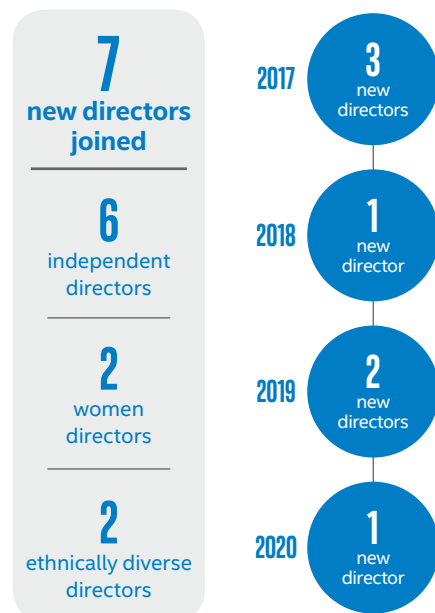 7
new directors
joined
6
independent
directors
2
women
directors
2
ethnically diverse
directors
2017
3
new
directors
2018
1
new
director
2019
2
new
directors
2020
1
new
director